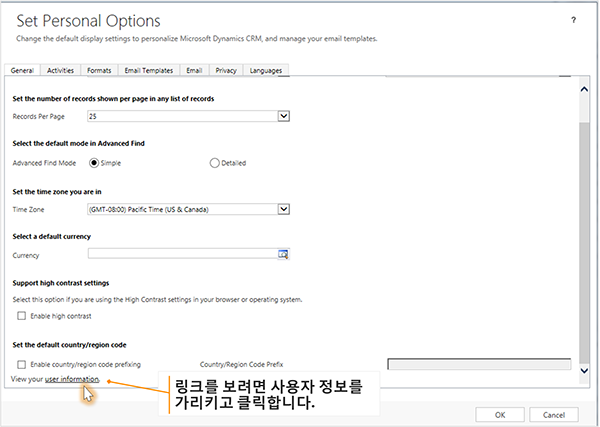 Set Personal Options
?
Change the default display settings to personalize Microsoft Dynamics CRM, and manage your email templates.
General Activities Formats Email Templates Email Privacy Languages
Set the number of records shown per page in any list of records
Records Per Page 25
Select the default mode in Advanced Find
Advanced Find Mode Simple Detailed
Set the time zone you are in
Time Zone (GMT-08:00) Pacific Time (US & Canada)
Select a default currency
Currency
Support high contrast settings
Select this option if you are using the High Contrast settings in your browser or operating system.
Enable high contrast
Set the default country/region code
Enable country/region code prefixing Country/Region Code Prefix
View your user information.
링크를 보려면 사용자 정보를
가리키고 클릭합니다.
OK Cancel